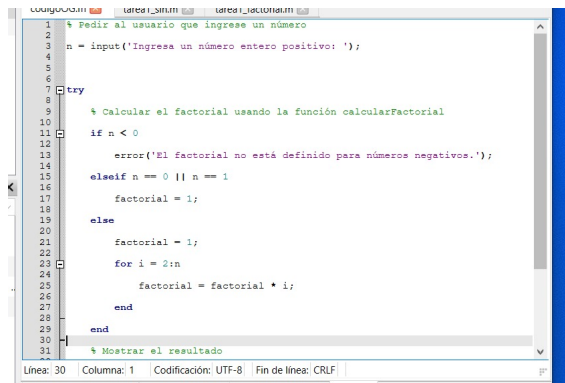 codigoOG.m tarea1_sin.m tarea1_factorial.m
1 % Pedir al usuario que ingrese un número
2
3 n = input('Ingresa un número entero positivo: ');
4
5
6
7 try
8
9 % Calcular el factorial usando la función calcularFactorial
10
11 if n < 0
12
13 error('El factorial no está definido para números negativos.');
14
15 elseif n == 0 || n == 1
16
17 factorial = 1;
18
19 else
20
21 factorial = 1;
22
23 for i = 2:n
24
25 factorial = factorial * i;
26
27 end
28
29 end
30
31 % Mostrar el resultado
Línea: 30 Columna: 1 Codificación: UTF-8 Fin de línea: CRLF